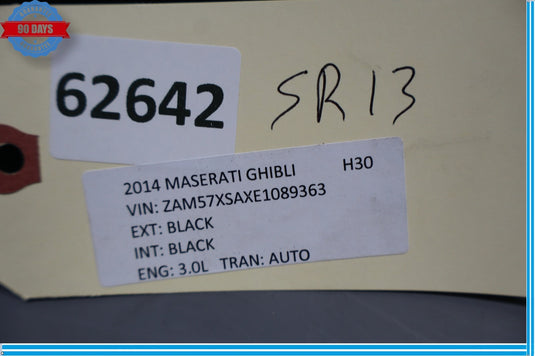 90 DAYS
62642
SR13
2014 MASERATI GHIBLI H30
VIN: ZAM57XSAXE1089363
EXT: BLACK
INT: BLACK
ENG: 3.0L TRAN: AUTO